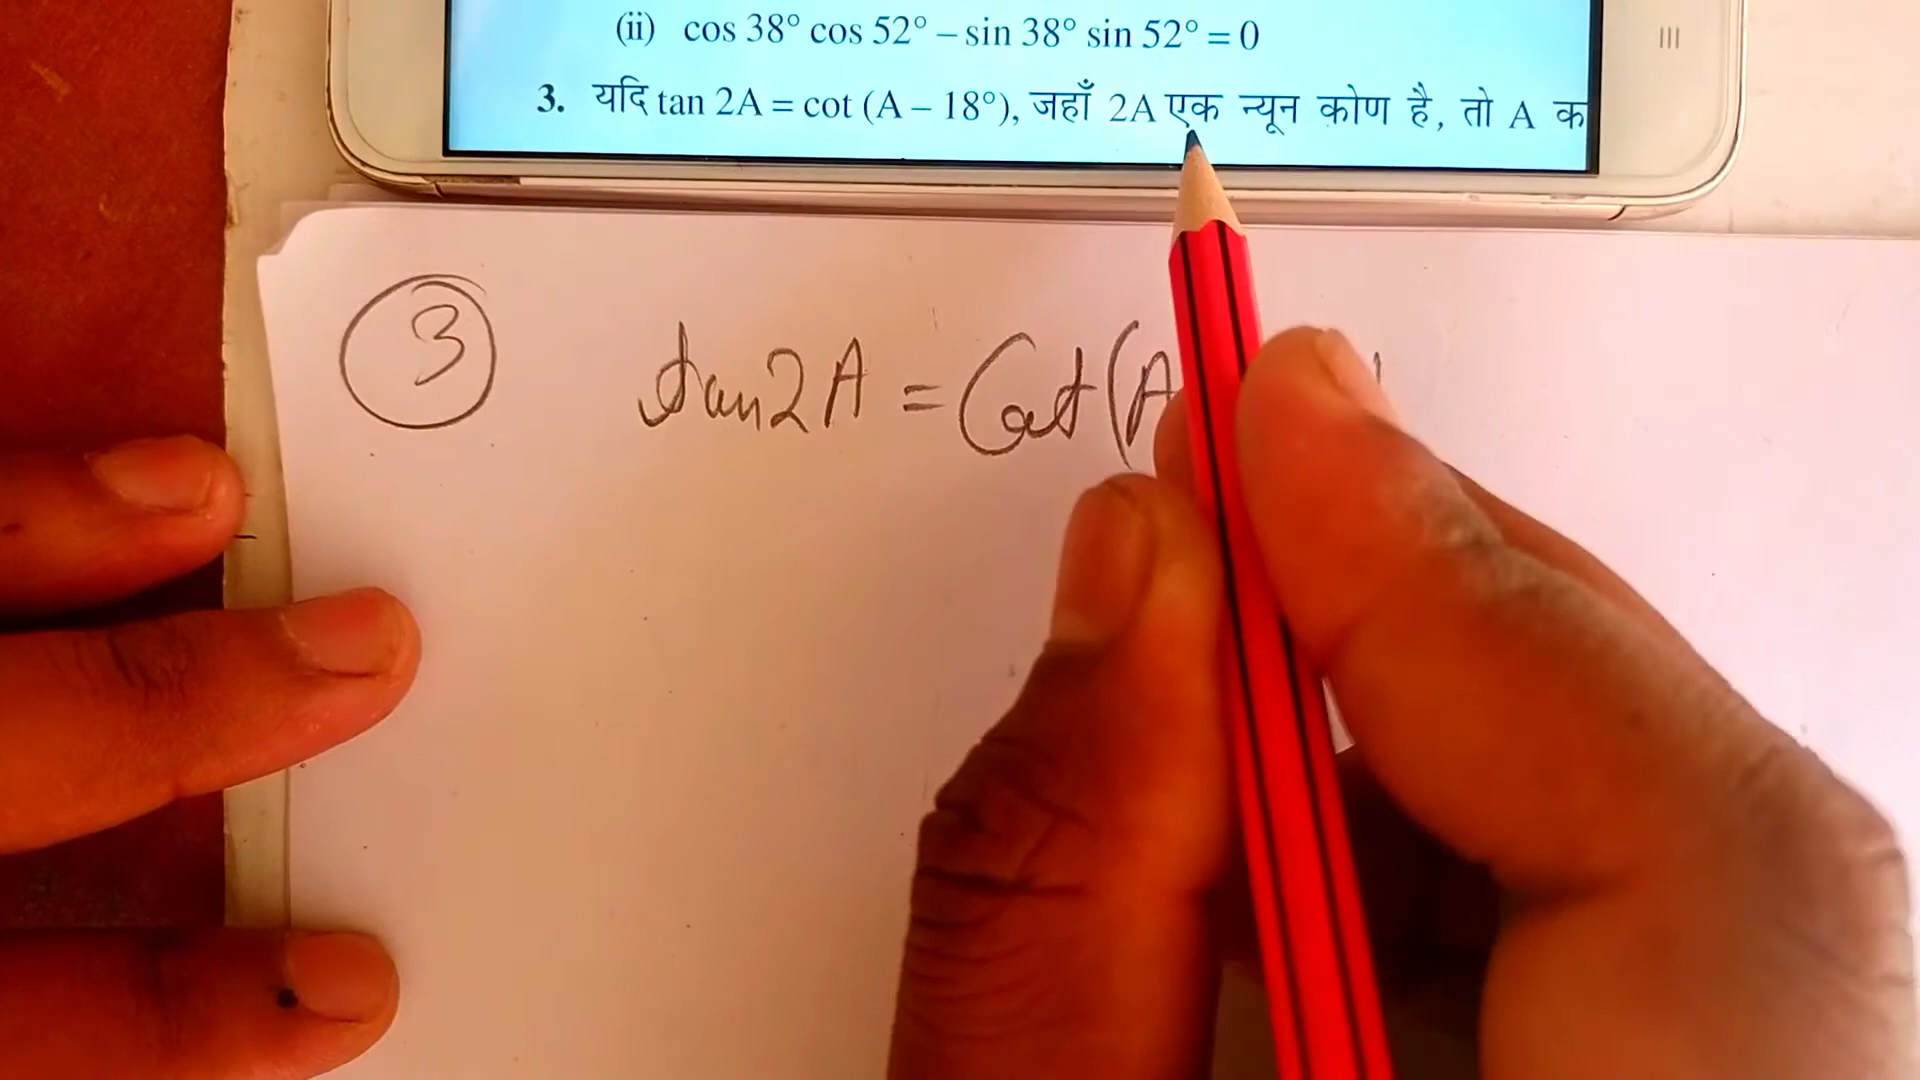 (ii) cos 38° cos 52° – sin 38° sin 52° = 0
3. यदि tan 2A = cot (A – 18°), जहाँ 2A एक न्यून कोण है, तो A
3 tan2A = Cot(A